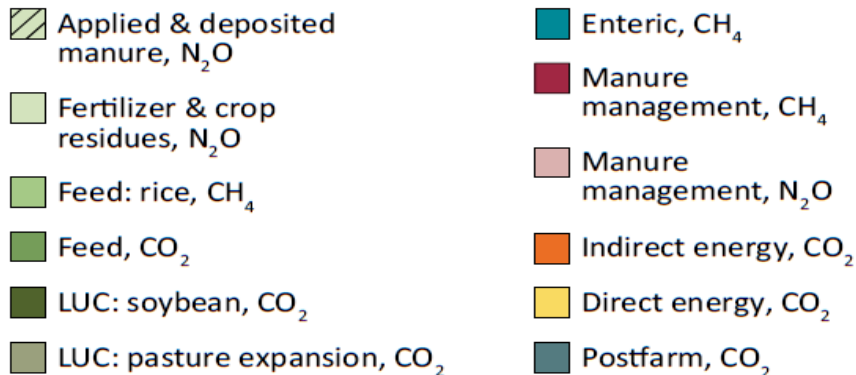 Applied & deposited
manure, N₂O
Fertilizer & crop
residues, N₂O
Feed: rice, CH₄
Feed, CO₂
LUC: soybean, CO₂
LUC: pasture expansion, CO₂
Enteric, CH₄
Manure
management, CH₄
Manure
management, N₂O
Indirect energy, CO₂
Direct energy, CO₂
Postfarm, CO₂